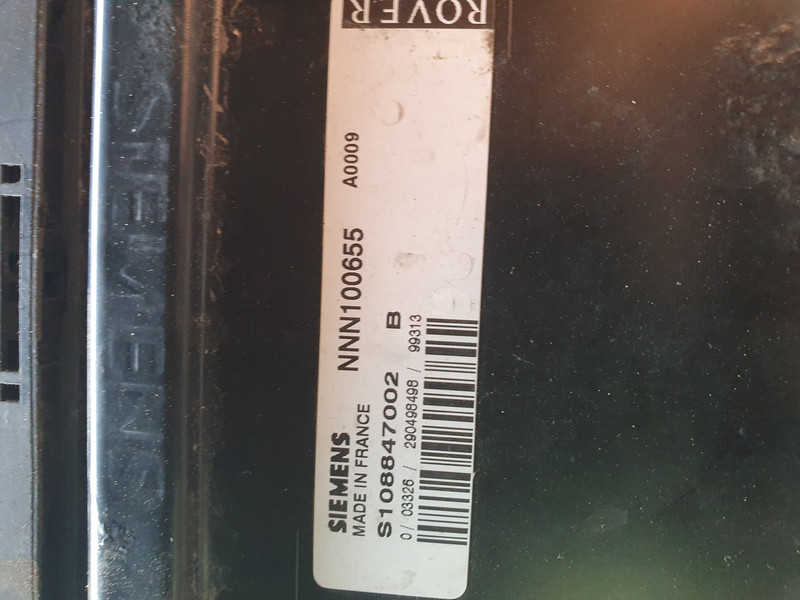 SIEMENS
ROVER
SIEMENS NNN100655 A0009
MADE IN FRANCE
S108847002 B
0/ 03326 / 290498498 / 99313